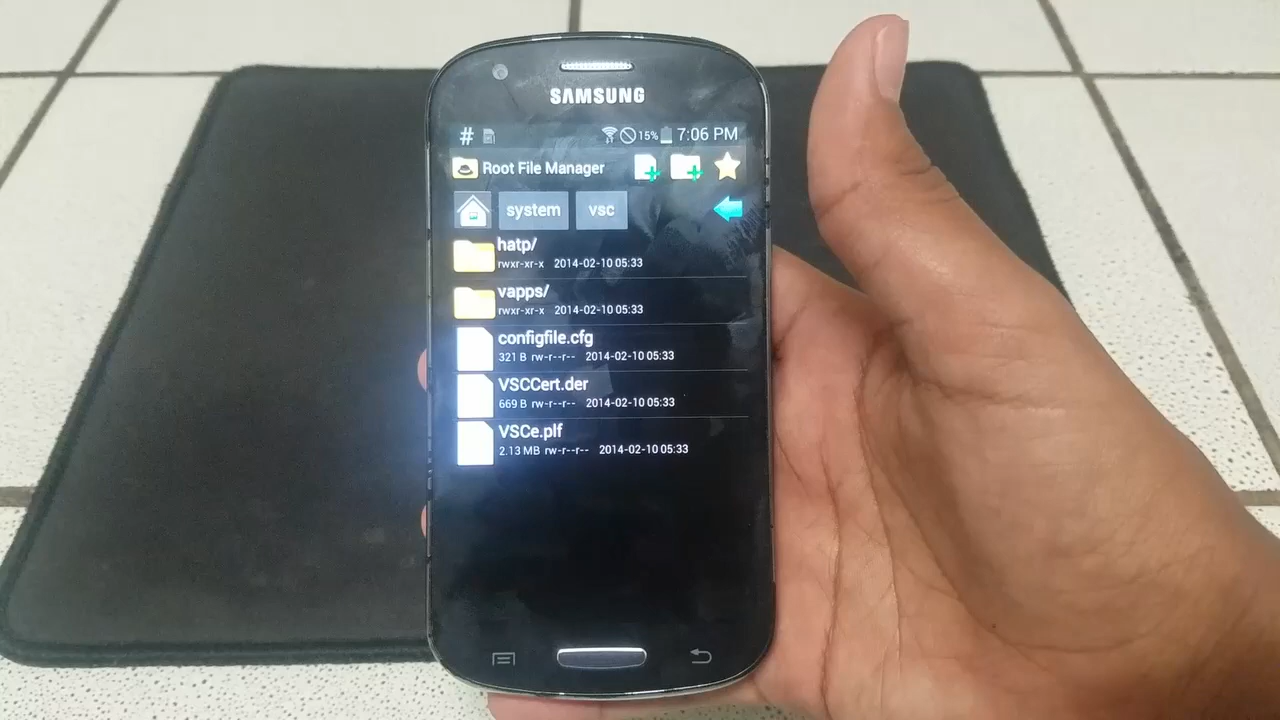 SAMSUNG
# 15% 7:06 PM
Root File Manager
system vsc
hatp/
rwxr-xr-x 2014-02-10 05:33
vapps/
rwxr-xr-x 2014-02-10 05:33
configfile.cfg
321 B rw-r--r-- 2014-02-10 05:33
VSCCert.der
669 B rw-r--r-- 2014-02-10 05:33
VSCe.plf
2.13 MB rw-r--r-- 2014-02-10 05:33